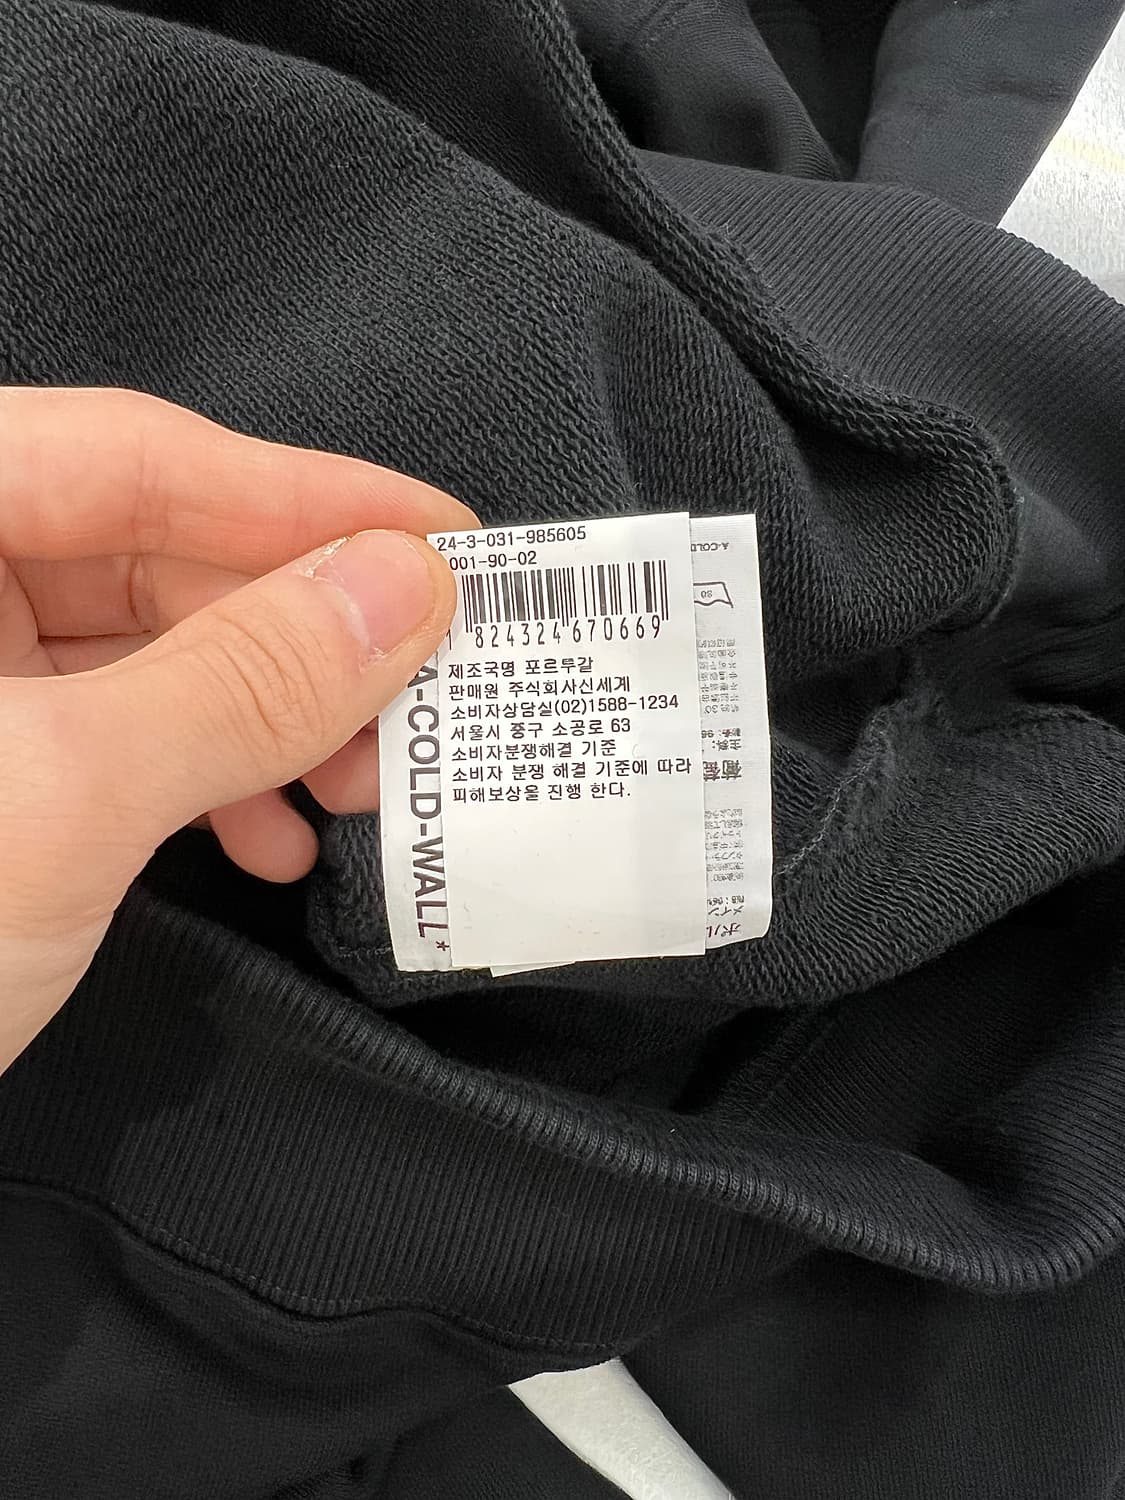 24-3-031-985605
001-90-02
824324670669
제조국명 포르투갈
판매원 주식회사신세계
소비자상담실(02)1588-1234
서울시 중구 소공로 63
소비자분쟁해결 기준
소비자 분쟁 해결 기준에 따라
피해보상을 진행 한다.
A-COLD-WALL*
A-COLD